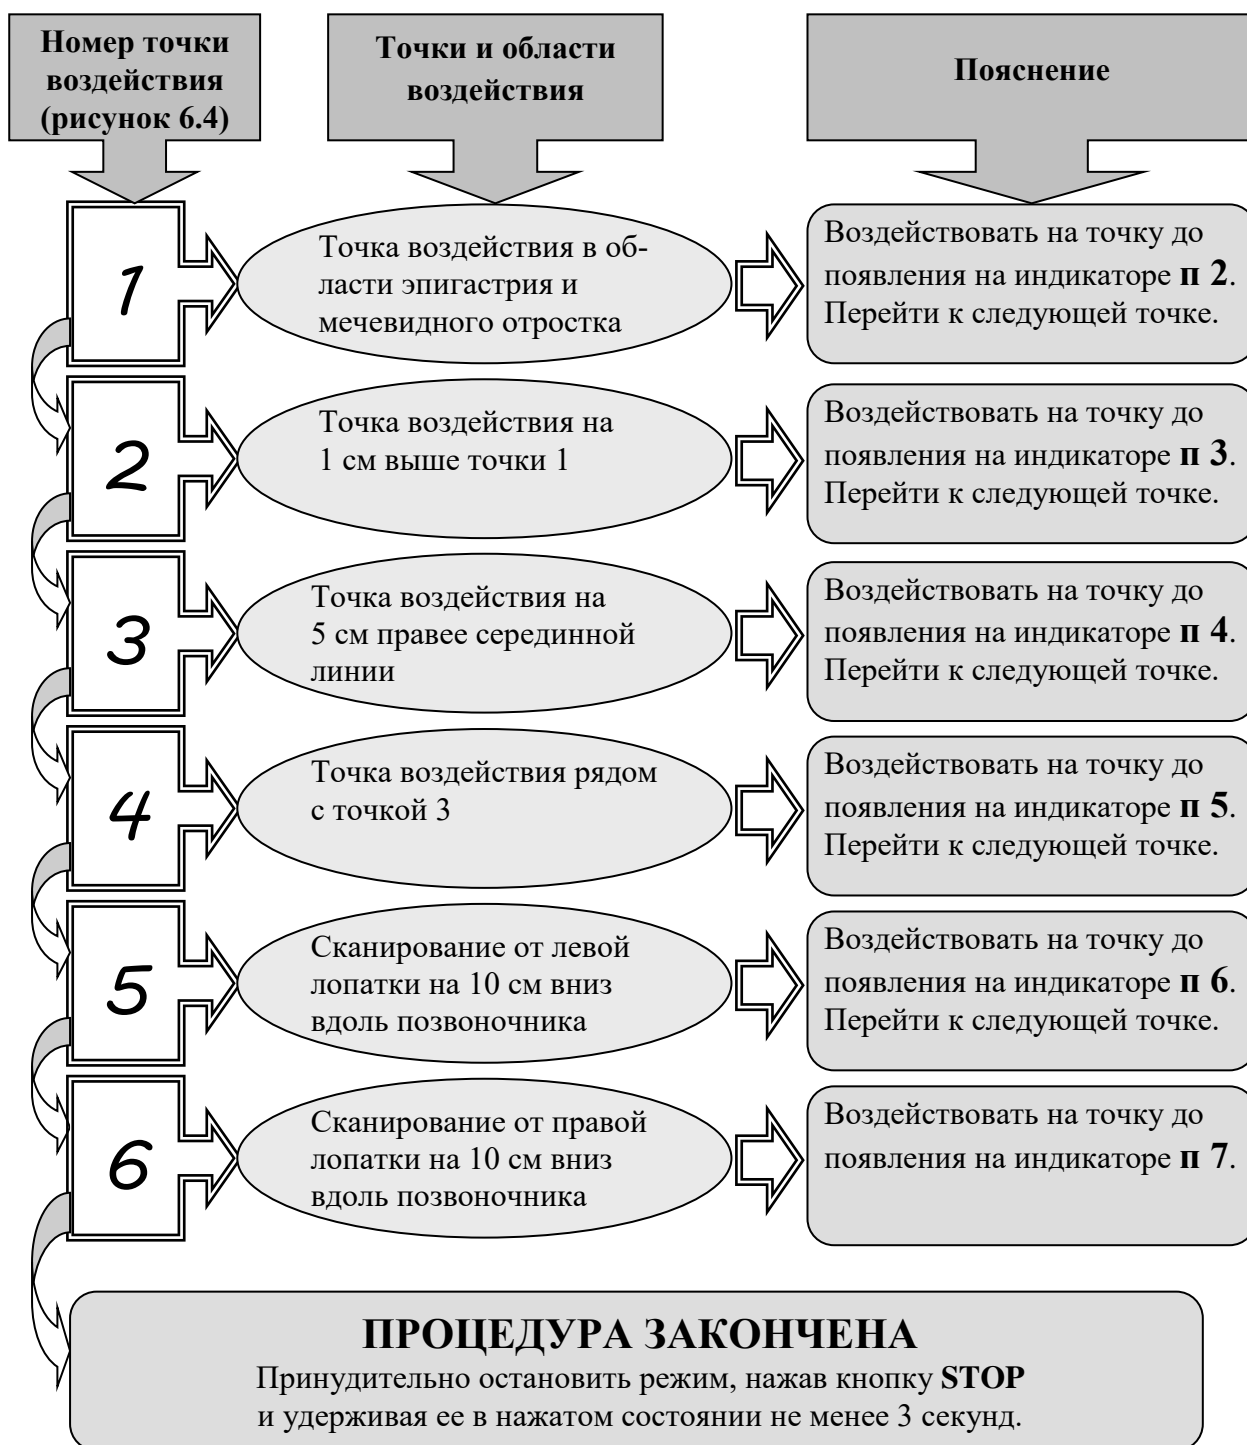 Номер точки
воздействия
(рисунок 6.4)
Точки и области
воздействия
Пояснение
1
Точка воздействия в об-
ласти эпигастрия и
мечевидного отростка
Воздействовать на точку до
появления на индикаторе п 2.
Перейти к следующей точке.
2
Точка воздействия на
1 см выше точки 1
Воздействовать на точку до
появления на индикаторе п 3.
Перейти к следующей точке.
3
Точка воздействия на
5 см правее серединной
линии
Воздействовать на точку до
появления на индикаторе п 4.
Перейти к следующей точке.
4
Точка воздействия рядом
с точкой 3
Воздействовать на точку до
появления на индикаторе п 5.
Перейти к следующей точке.
5
Сканирование от левой
лопатки на 10 см вниз
вдоль позвоночника
Воздействовать на точку до
появления на индикаторе п 6.
Перейти к следующей точке.
6
Сканирование от правой
лопатки на 10 см вниз
вдоль позвоночника
Воздействовать на точку до
появления на индикаторе п 7.
ПРОЦЕДУРА ЗАКОНЧЕНА
Принудительно остановить режим, нажав кнопку STOP
и удерживая ее в нажатом состоянии не менее 3 секунд.